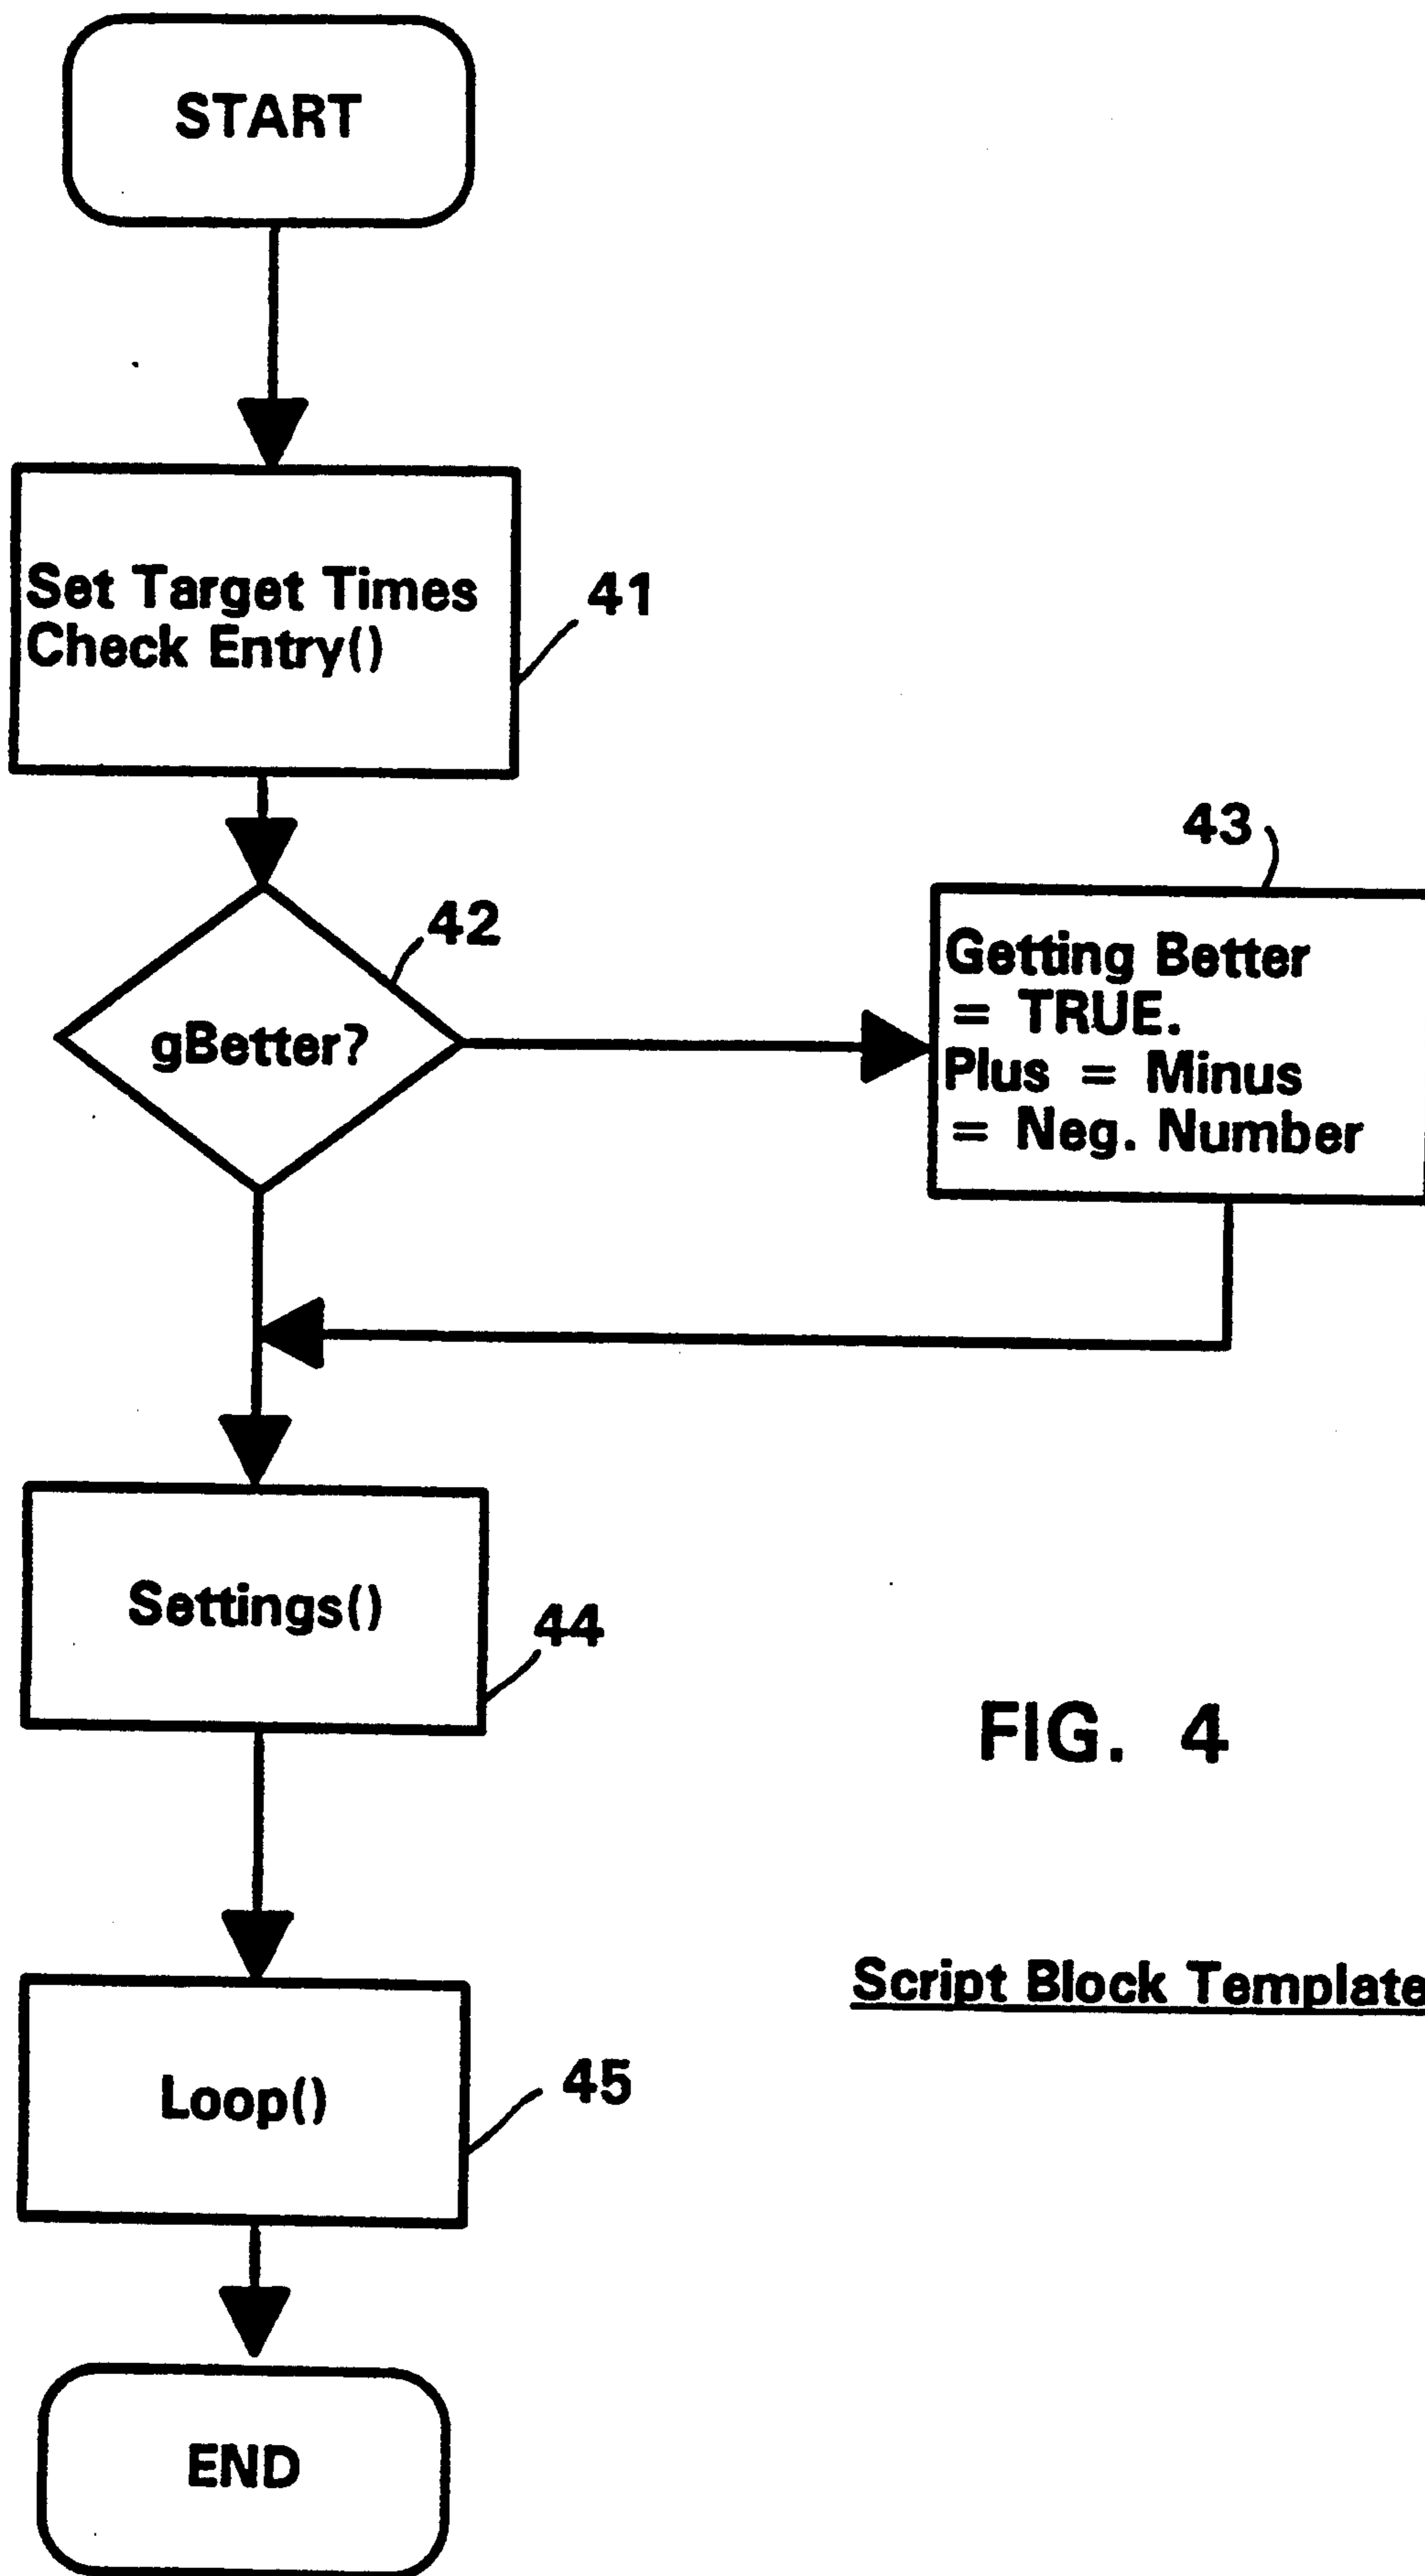 START
Set Target Times
Check Entry()
41
42
gBetter?
43
Getting Better
= TRUE.
Plus = Minus
= Neg. Number
Settings()
44
FIG. 4
Script Block Template
Loop()
45
END